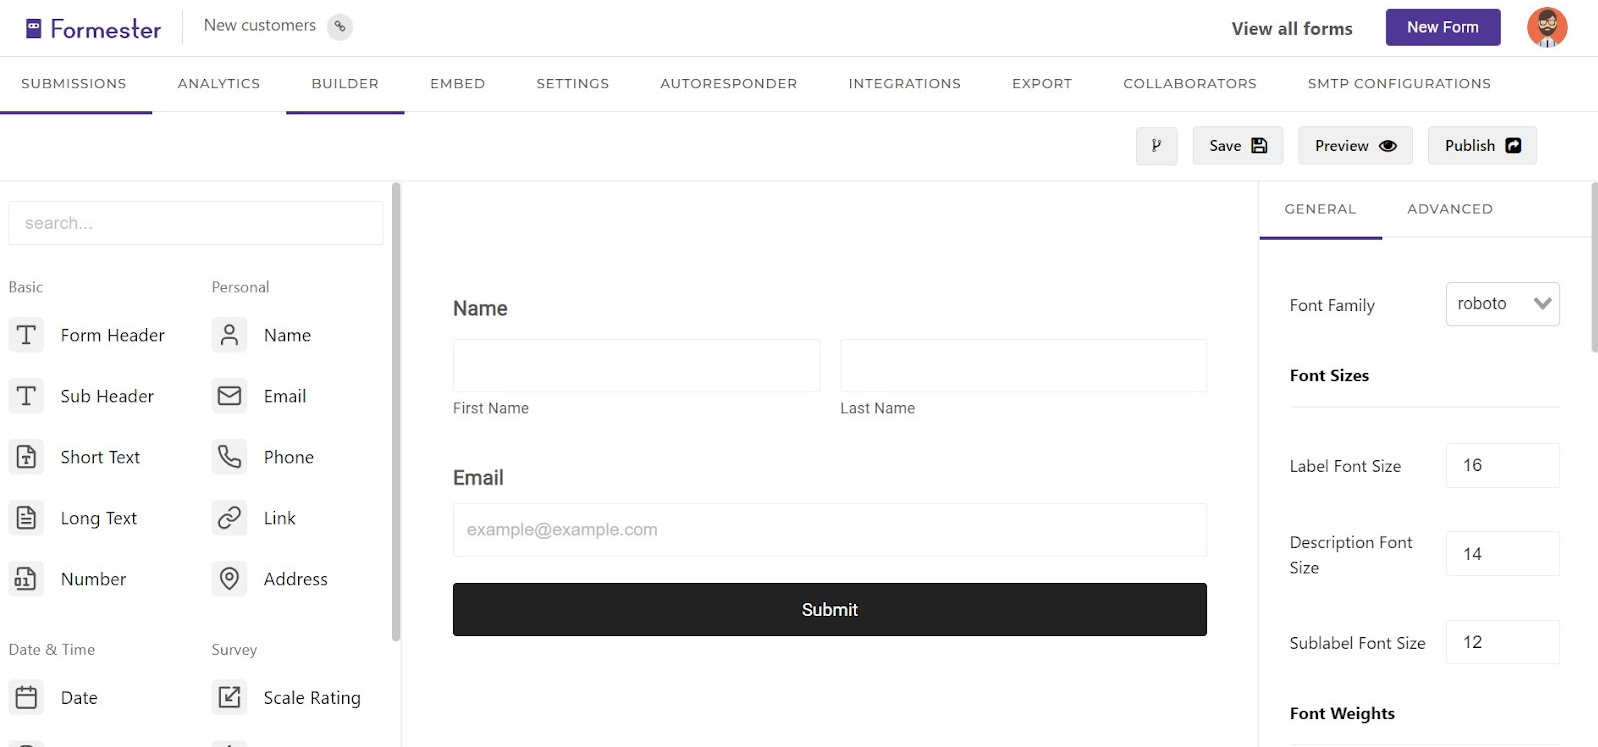 Formester
New customers
View all forms
New Form
SUBMISSIONS
ANALYTICS
BUILDER
EMBED
SETTINGS
AUTORESPONDER
INTEGRATIONS
EXPORT
COLLABORATORS
SMTP CONFIGURATIONS
Save
Preview
Publish
search...
Basic
Form Header
Sub Header
Short Text
Long Text
Number
Personal
Name
Email
Phone
Link
Address
Date & Time
Date
Survey
Scale Rating
Name
First Name
Last Name
Email
example@example.com
Submit
GENERAL
ADVANCED
Font Family
roboto
Font Sizes
Label Font Size
16
Description Font
Size
14
Sublabel Font Size
12
Font Weights